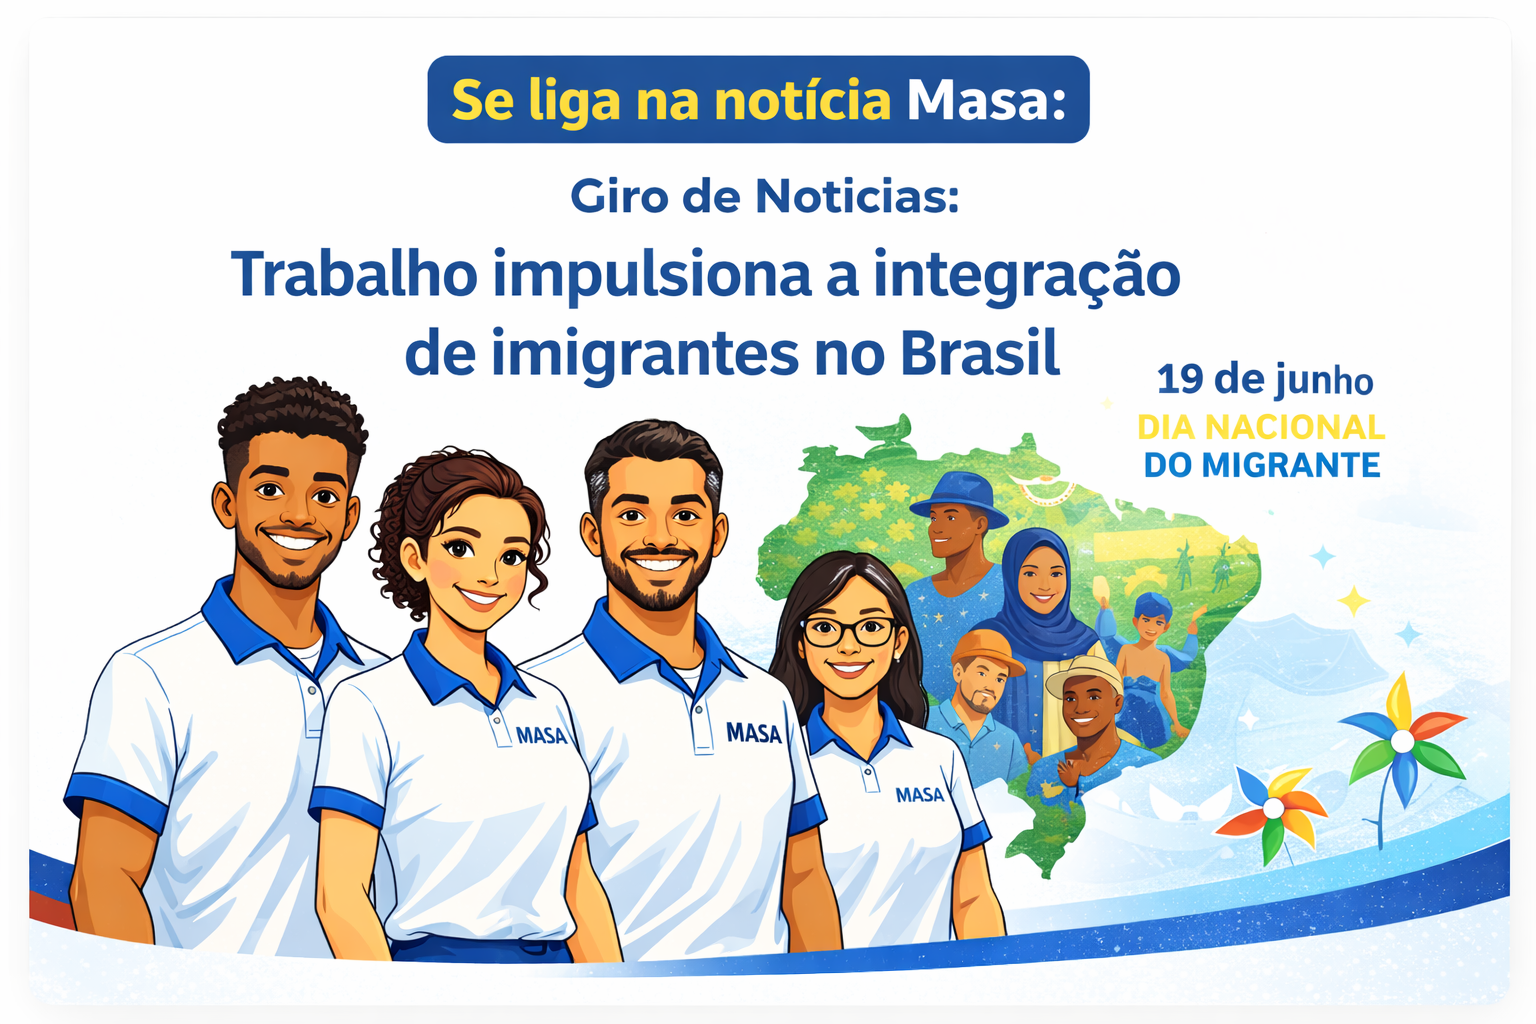 Se liga na notícia Masa:
Giro de Noticias:
Trabalho impulsiona a integração
de imigrantes no Brasil
19 de junho
DIA NACIONAL
DO MIGRANTE
MASA
MASA
MASA